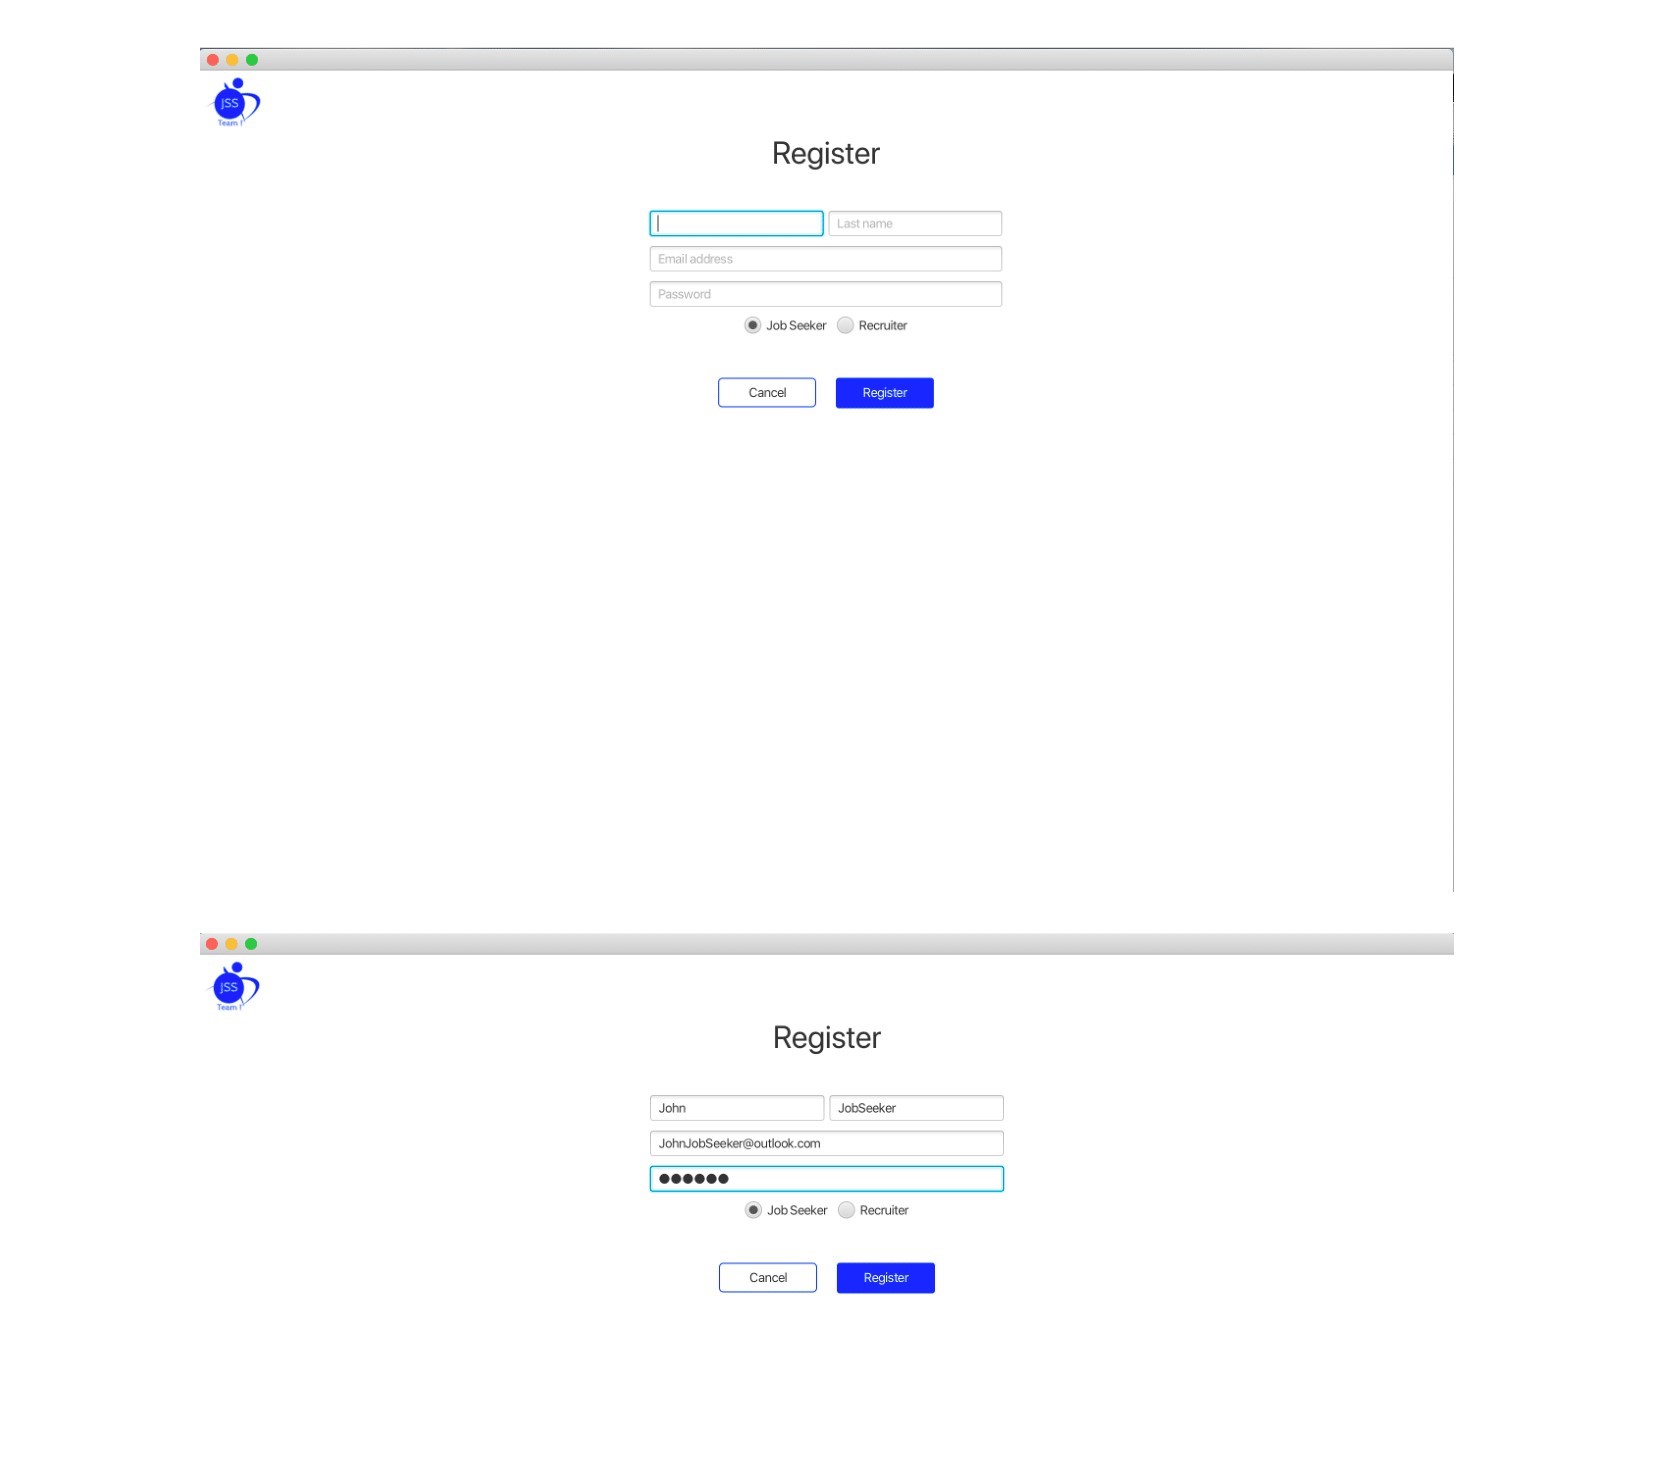 JSS
Team !
Register
Last name
Email address
Password
Job Seeker Recruiter
Cancel Register
JSS
Team !
Register
John JobSeeker
JohnJobSeeker@outlook.com
●●●●●●
Job Seeker Recruiter
Cancel Register